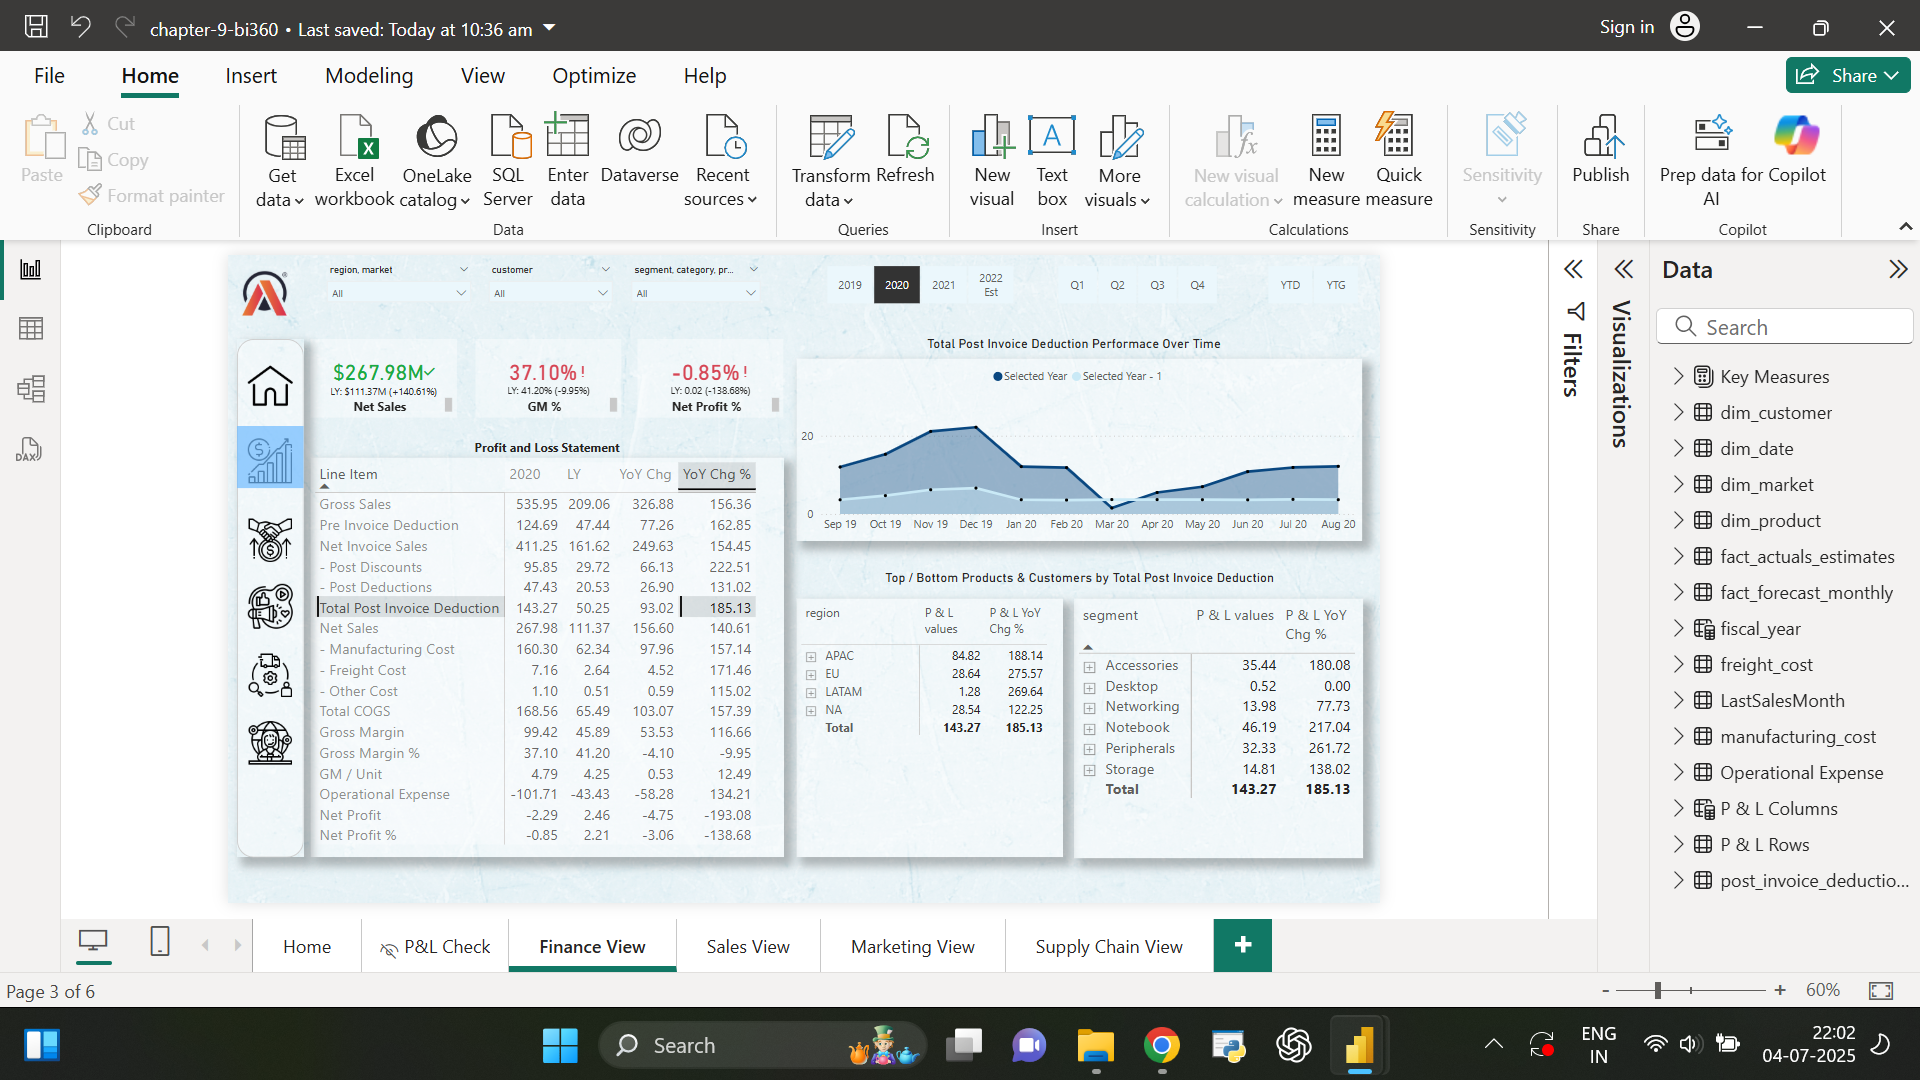 chapter-9-bi360 • Last saved: Today at 10:36 am
Sign in
File Home Insert Modeling View Optimize Help
Share
Paste
Cut
Copy
Format painter
Clipboard
Get data
Excel workbook
OneLake catalog
SQL Server
Enter data
Dataverse
Recent sources
Data
Transform data
Refresh
Queries
New visual
Text box
More visuals
Insert
New visual calculation
New measure
Quick measure
Calculations
Sensitivity
Sensitivity
Publish
Share
Prep data for AI
Copilot
Copilot
region, market
All
customer
All
segment, category, pr...
All
2019 2020 2021 2022 Est
Q1 Q2 Q3 Q4
YTD YTG
$267.98M
LY: $111.37M (+140.61%)
Net Sales
37.10% !
LY: 41.20% (-9.95%)
GM %
-0.85% !
LY: 0.02 (-138.68%)
Net Profit %
Profit and Loss Statement
Line Item 2020 LY YoY Chg YoY Chg %
Gross Sales 535.95 209.06 326.88 156.36
Pre Invoice Deduction 124.69 47.44 77.26 162.85
Net Invoice Sales 411.25 161.62 249.63 154.45
- Post Discounts 95.85 29.72 66.13 222.51
- Post Deductions 47.43 20.53 26.90 131.02
Total Post Invoice Deduction 143.27 50.25 93.02 185.13
Net Sales 267.98 111.37 156.60 140.61
- Manufacturing Cost 160.30 62.34 97.96 157.14
- Freight Cost 7.16 2.64 4.52 171.46
- Other Cost 1.10 0.51 0.59 115.02
Total COGS 168.56 65.49 103.07 157.39
Gross Margin 99.42 45.89 53.53 116.66
Gross Margin % 37.10 41.20 -4.10 -9.95
GM / Unit 4.79 4.25 0.53 12.49
Operational Expense -101.71 -43.43 -58.28 134.21
Net Profit -2.29 2.46 -4.75 -193.08
Net Profit % -0.85 2.21 -3.06 -138.68
Total Post Invoice Deduction Performace Over Time
Selected Year Selected Year - 1
20
0
Sep 19 Oct 19 Nov 19 Dec 19 Jan 20 Feb 20 Mar 20 Apr 20 May 20 Jun 20 Jul 20 Aug 20
Top / Bottom Products & Customers by Total Post Invoice Deduction
region P & L values P & L YoY Chg %
APAC 84.82 188.14
EU 28.64 275.57
LATAM 1.28 269.64
NA 28.54 122.25
Total 143.27 185.13
segment P & L values P & L YoY Chg %
Accessories 35.44 180.08
Desktop 0.52 0.00
Networking 13.98 77.73
Notebook 46.19 217.04
Peripherals 32.33 261.72
Storage 14.81 138.02
Total 143.27 185.13
Filters
Visualizations
Data
Search
Key Measures
dim_customer
dim_date
dim_market
dim_product
fact_actuals_estimates
fact_forecast_monthly
fiscal_year
freight_cost
LastSalesMonth
manufacturing_cost
Operational Expense
P & L Columns
P & L Rows
post_invoice_deductio...
DAX
Home P&L Check Finance View Sales View Marketing View Supply Chain View +
Page 3 of 6
- + 60%
Search
ENG
IN
22:02
04-07-2025